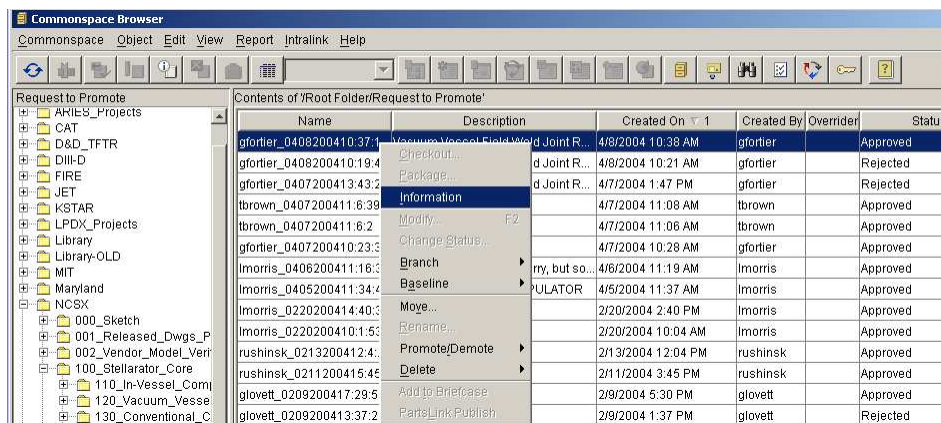 Commonspace Browser
Commonspace Object Edit View Report Intralink Help
Request to Promote
Contents of '/Root Folder/Request to Promote'
ARIES_Projects
CAT
D&D_TFTR
DIII-D
FIRE
JET
KSTAR
LPDX_Projects
Library
Library-OLD
MIT
Maryland
NCSX
000_Sketch
001_Released_Dwgs_P
002_Vendor_Model_Veri
100_Stellarator_Core
110_In-Vessel_Comp
120_Vacuum_Vesse
130_Conventional_C
Name Description Created On 1 Created By Overrider Statu
gfortier_0408200410:37:1 Vacuum Vessel Field Weld Joint R... 4/8/2004 10:38 AM gfortier Approved
gfortier_0408200410:19:4 d Joint R... 4/8/2004 10:21 AM gfortier Rejected
gfortier_0407200413:43:2 d Joint R... 4/7/2004 1:47 PM gfortier Rejected
tbrown_0407200411:6:39 4/7/2004 11:08 AM tbrown Approved
tbrown_0407200411:6:2 4/7/2004 11:06 AM tbrown Approved
gfortier_0407200410:23:3 4/7/2004 10:28 AM gfortier Approved
lmorris_0406200411:16:3 rry, but so... 4/6/2004 11:19 AM lmorris Approved
lmorris_0405200411:34:4 PULATOR 4/5/2004 11:37 AM lmorris Approved
lmorris_0220200414:40:3 2/20/2004 2:40 PM lmorris Approved
lmorris_0220200410:1:53 2/20/2004 10:04 AM lmorris Approved
rushinsk_0213200412:4: 2/13/2004 12:04 PM rushinsk Approved
rushinsk_0211200415:45 2/11/2004 3:45 PM rushinsk Approved
glovett_0209200417:29:5 2/9/2004 5:30 PM glovett Approved
glovett_0209200413:37:2 2/9/2004 1:37 PM glovett Rejected
Checkout...
Package...
Information
Modify... F2
Change Status...
Branch
Baseline
Move...
Rename...
Promote/Demote
Delete
Add to Briefcase
PartsLink Publish